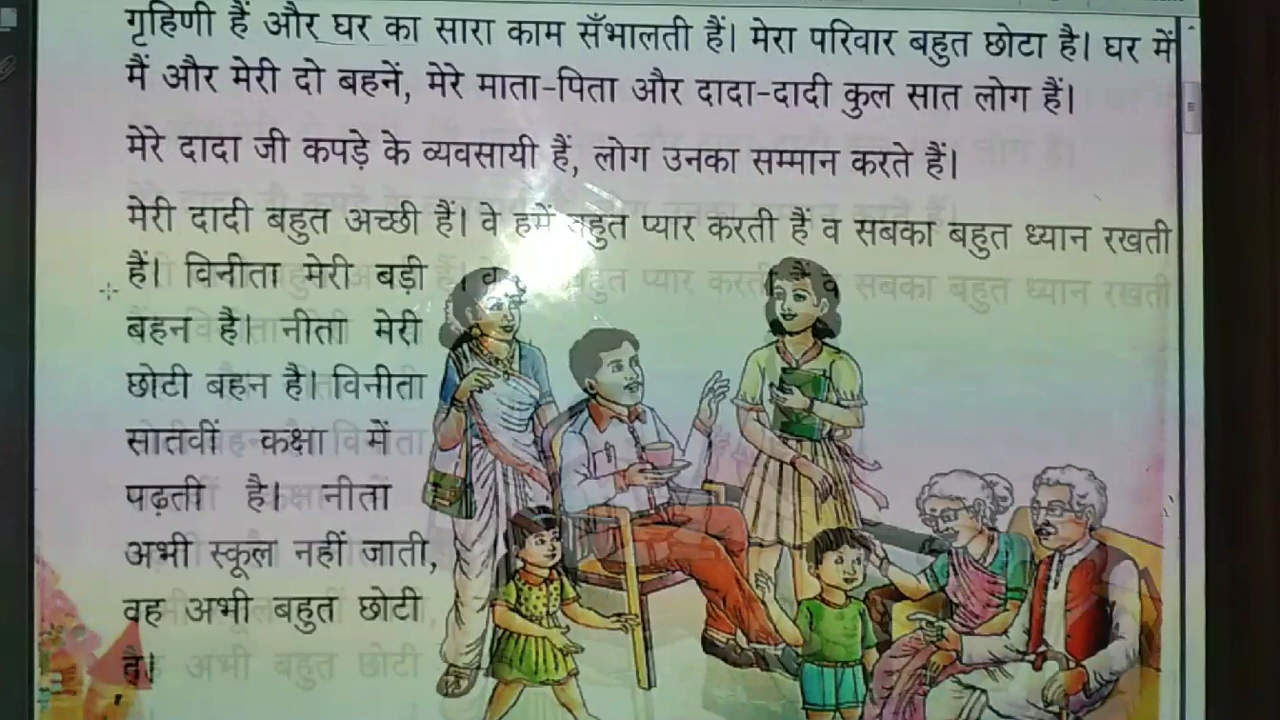 गृहिणी हैं और घर का सारा काम सँभालती हैं। मेरा परिवार बहुत छोटा है। घर में
मैं और मेरी दो बहनें, मेरे माता-पिता और दादा-दादी कुल सात लोग हैं।
मेरे दादा जी कपड़े के व्यवसायी हैं, लोग उनका सम्मान करते हैं।
मेरी दादी बहुत अच्छी हैं। वे हमें बहुत प्यार करती हैं व सबका बहुत ध्यान रखती
हैं। विनीता मेरी बड़ी
बहन है। नीता मेरी
छोटी बहन है। विनीता
सातवीं कक्षा में
पढ़ती है। नीता
अभी स्कूल नहीं जाती,
वह अभी बहुत छोटी
है।